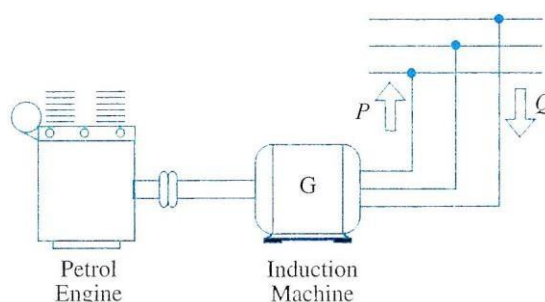 P
Q
G
Petrol
Engine
Induction
Machine